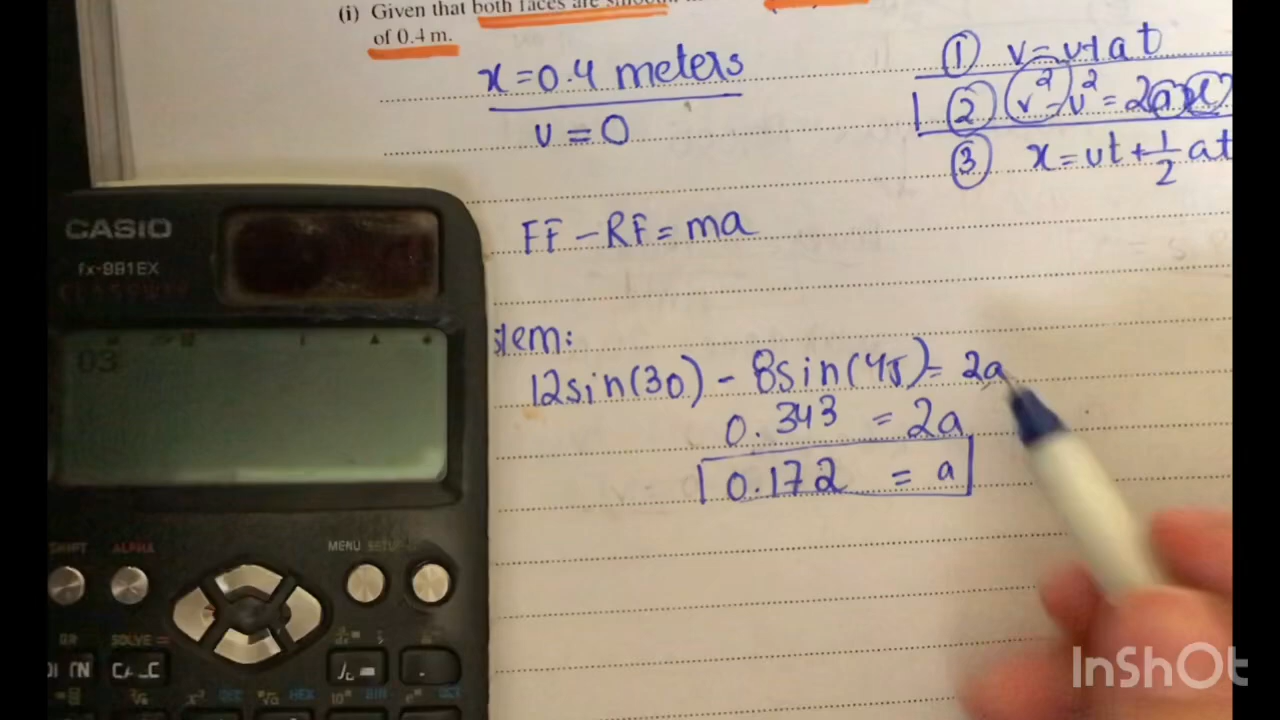 (i) Given that both faces are smooth
of 0.4 m.
x = 0.4 meters
u = 0
① v = u + at
② v² - u² = 2ax
③ x = ut + 1/2 at
FF - RF = ma
stem:
12sin(30) - 8sin(45) = 2a
0.343 = 2a
0.172 = a
CASIO
fx-991EX
CLASSWIZ
SHIFT ALPHA MENU SETUP
SOLVE =
CALC
InShOt